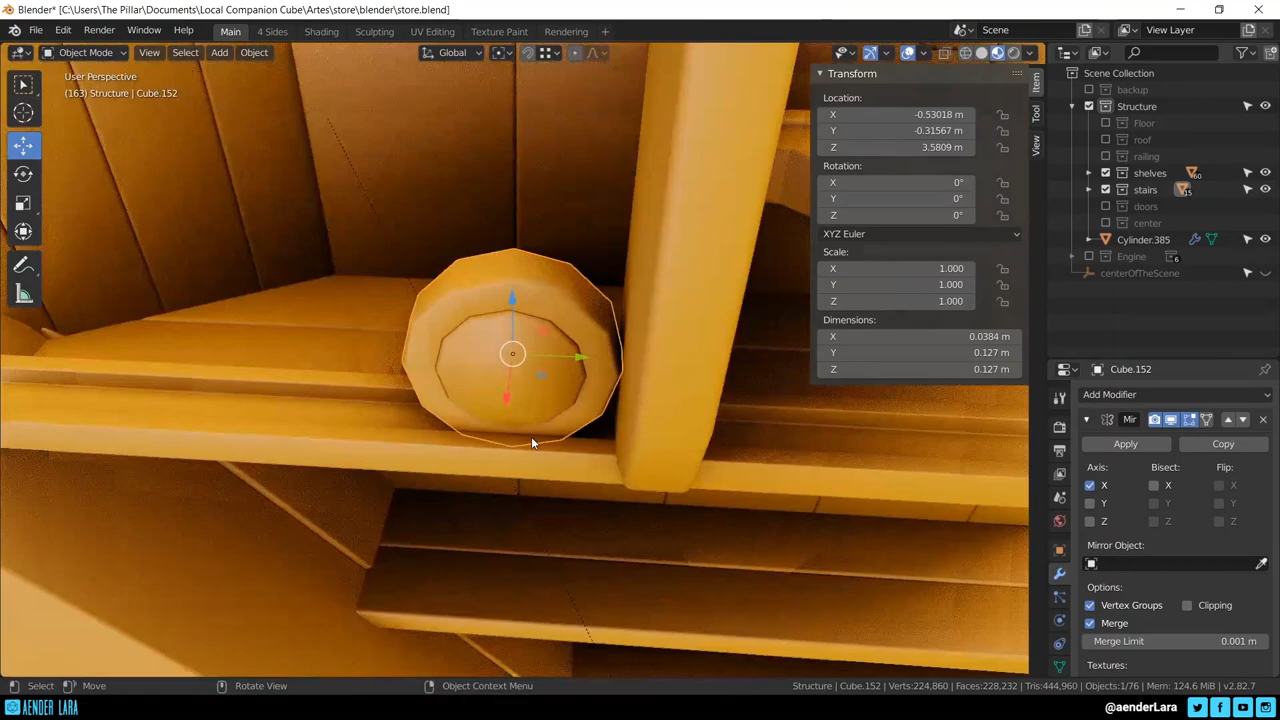 Blender* [C:\Users\The Pillar\Documents\Local Companion Cube\Artes\store\blender\store.blend]
File Edit Render Window Help Main 4 Sides Shading Sculpting UV Editing Texture Paint Rendering + Scene View Layer
Object Mode View Select Add Object Global
User Perspective
(163) Structure | Cube.152
Transform
Location:
X -0.53018 m
Y -0.31567 m
Z 3.5809 m
Rotation:
X 0°
Y 0°
Z 0°
XYZ Euler
Scale:
X 1.000
Y 1.000
Z 1.000
Dimensions:
X 0.0384 m
Y 0.127 m
Z 0.127 m
Item
Tool
View
Scene Collection
backup
Structure
Floor
roof
railing
shelves 60
stairs 15
doors
center
Cylinder.385
Engine 6
centerOfTheScene
Cube.152
Add Modifier
Mir
Apply Copy
Axis: Bisect: Flip:
X X X
Y Y Y
Z Z Z
Mirror Object:
Options:
Vertex Groups Clipping
Merge
Merge Limit 0.001 m
Textures:
Select Move Rotate View Object Context Menu Structure | Cube.152 | Verts:224,860 | Faces:228,232 | Tris:444,960 | Objects:1/76 | Mem: 124.6 MiB | v2.82.7
AENDER LARA @aenderLara